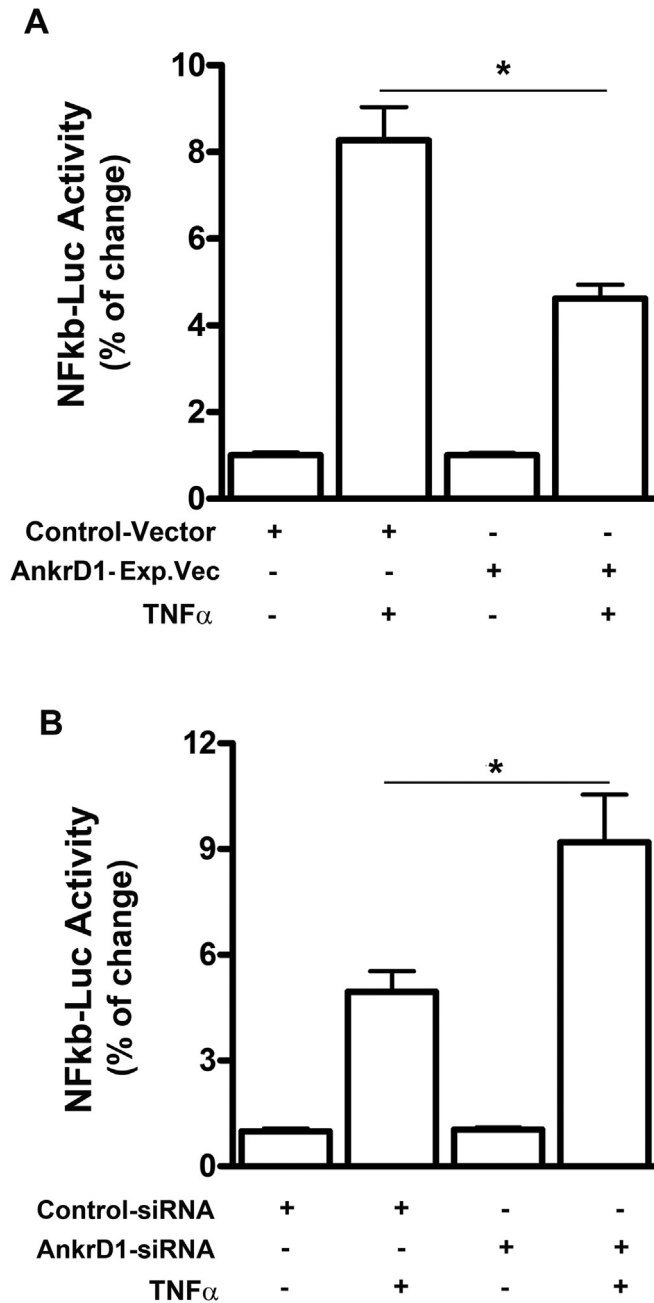 A
NFkb-Luc Activity
(% of change)
10
8
6
4
2
0
*
Control-Vector + + - -
AnkrD1-Exp.Vec - - + +
TNFα - + - +
B
NFkb-Luc Activity
(% of change)
12
9
6
3
0
*
Control-siRNA + + - -
AnkrD1-siRNA - - + +
TNFα - + - +